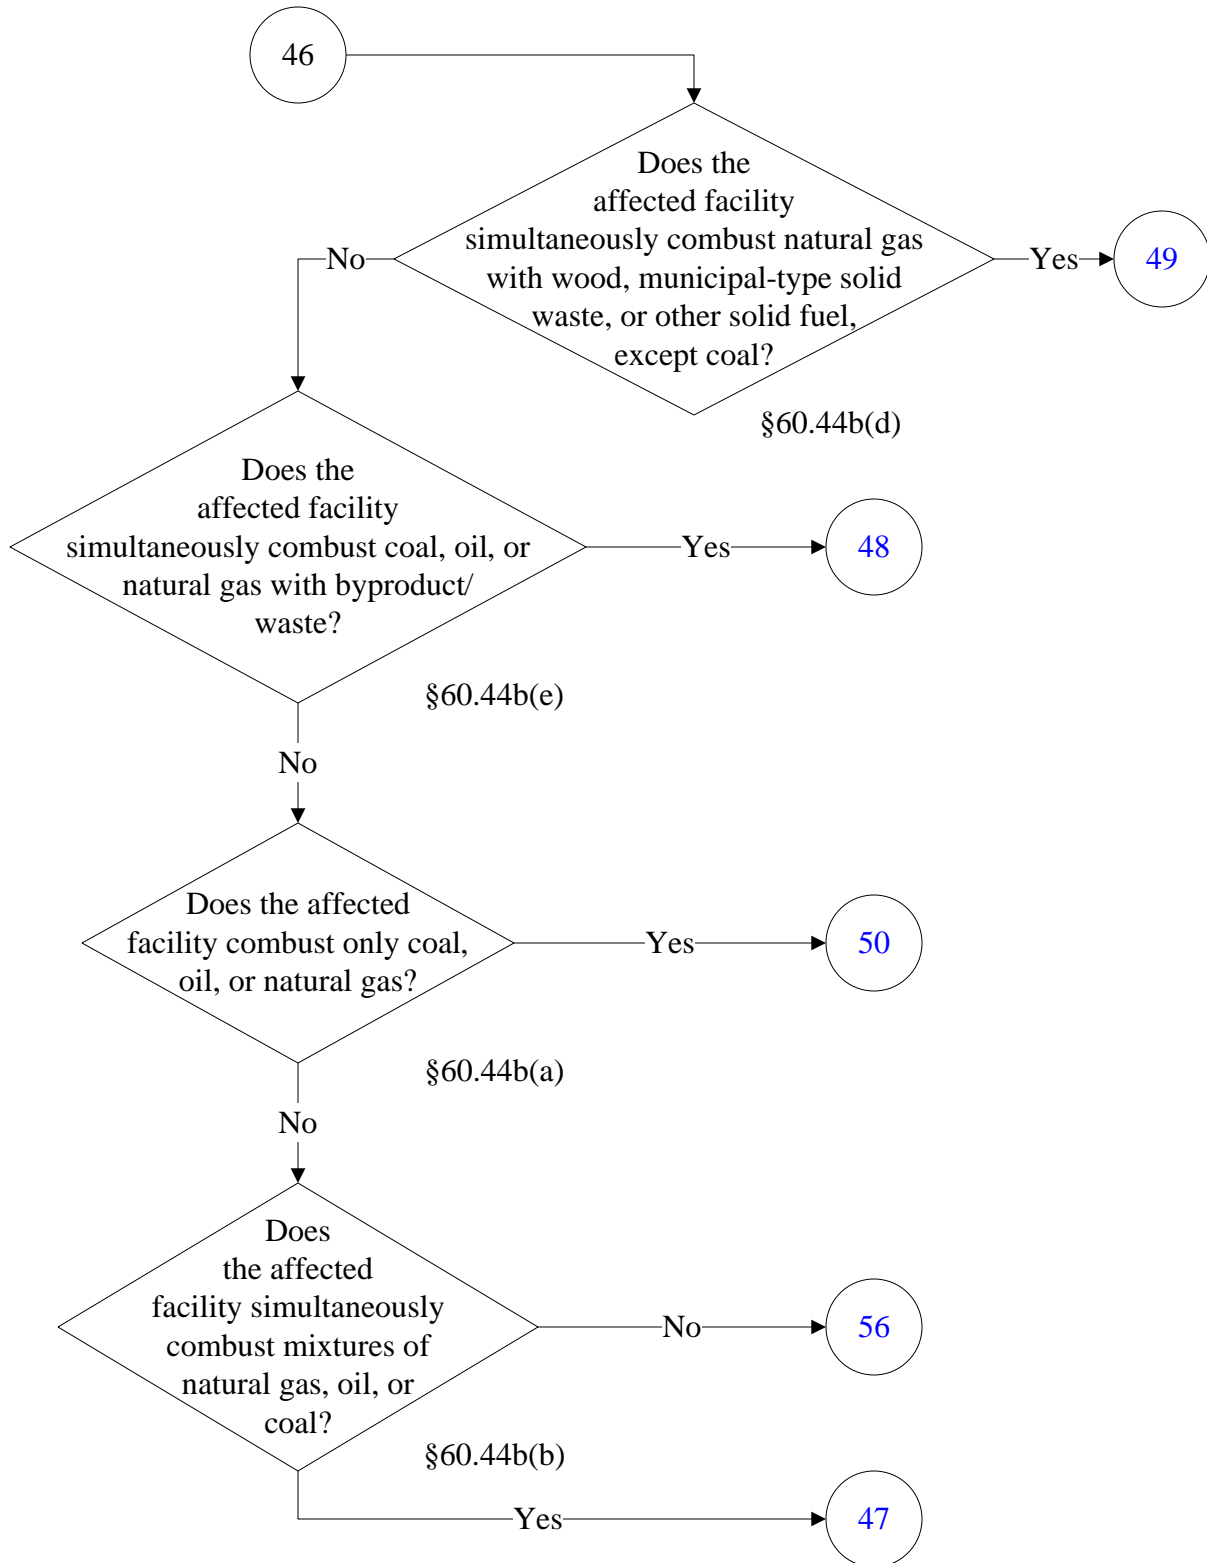 46
Does the
affected facility
simultaneously combust natural gas
with wood, municipal-type solid
waste, or other solid fuel,
except coal?
No
Yes
49
§60.44b(d)
Does the
affected facility
simultaneously combust coal, oil, or
natural gas with byproduct/
waste?
Yes
48
§60.44b(e)
No
Does the affected
facility combust only coal,
oil, or natural gas?
Yes
50
§60.44b(a)
No
Does
the affected
facility simultaneously
combust mixtures of
natural gas, oil, or
coal?
No
56
§60.44b(b)
Yes
47